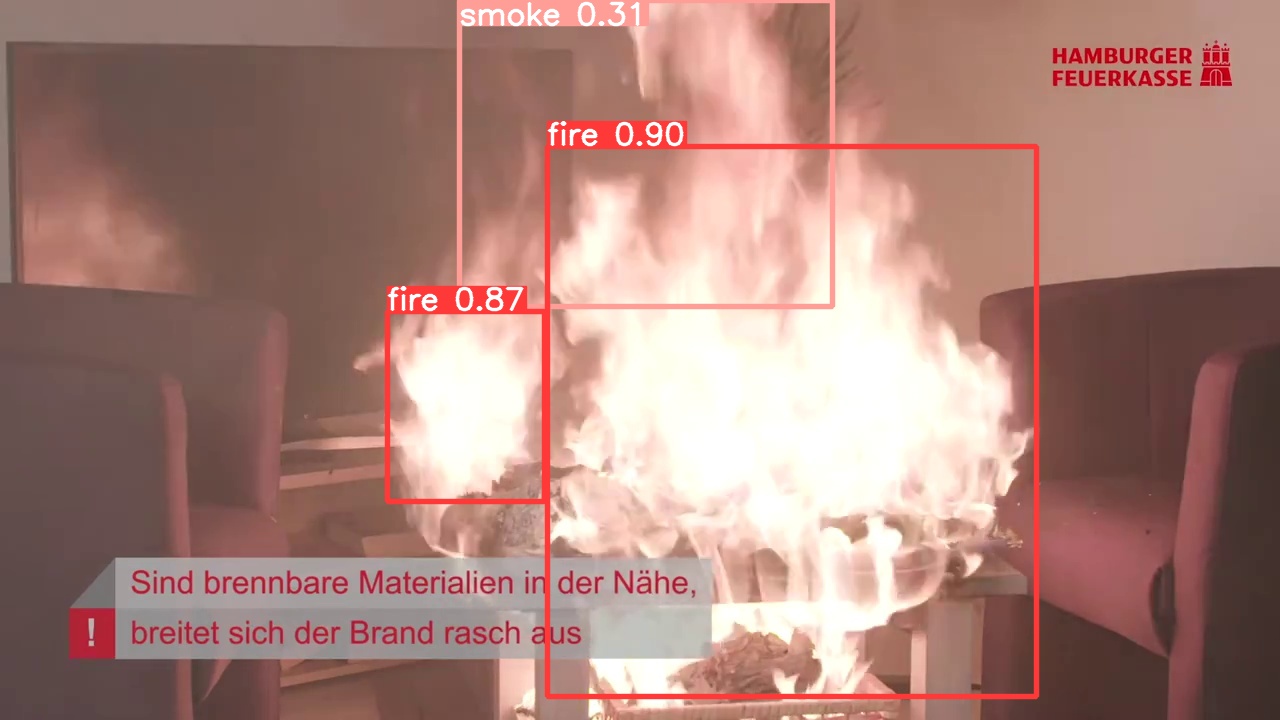 smoke 0.31
HAMBURGER
FEUERKASSE
fire 0.90
fire 0.87
Sind brennbare Materialien in der Nähe,
! breitet sich der Brand rasch aus